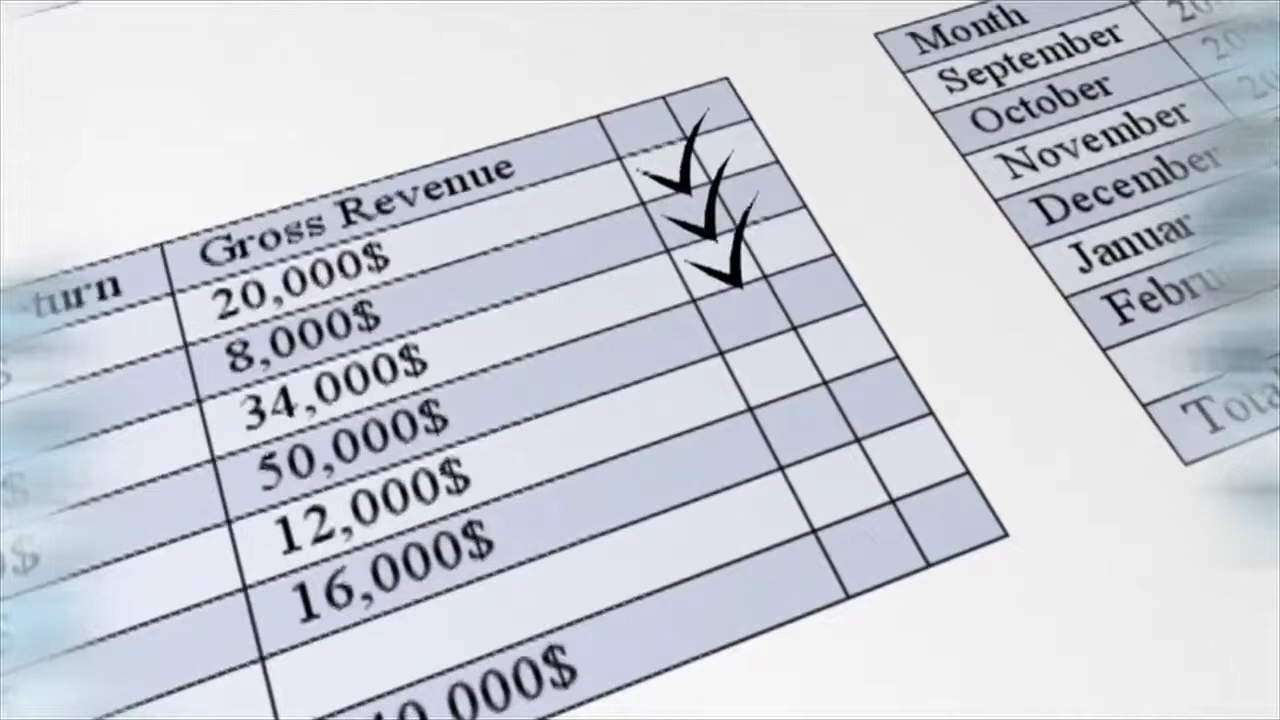 Gross Revenue
20,000$
8,000$
34,000$
50,000$
12,000$
16,000$
Month
September
October
November
December
Januar